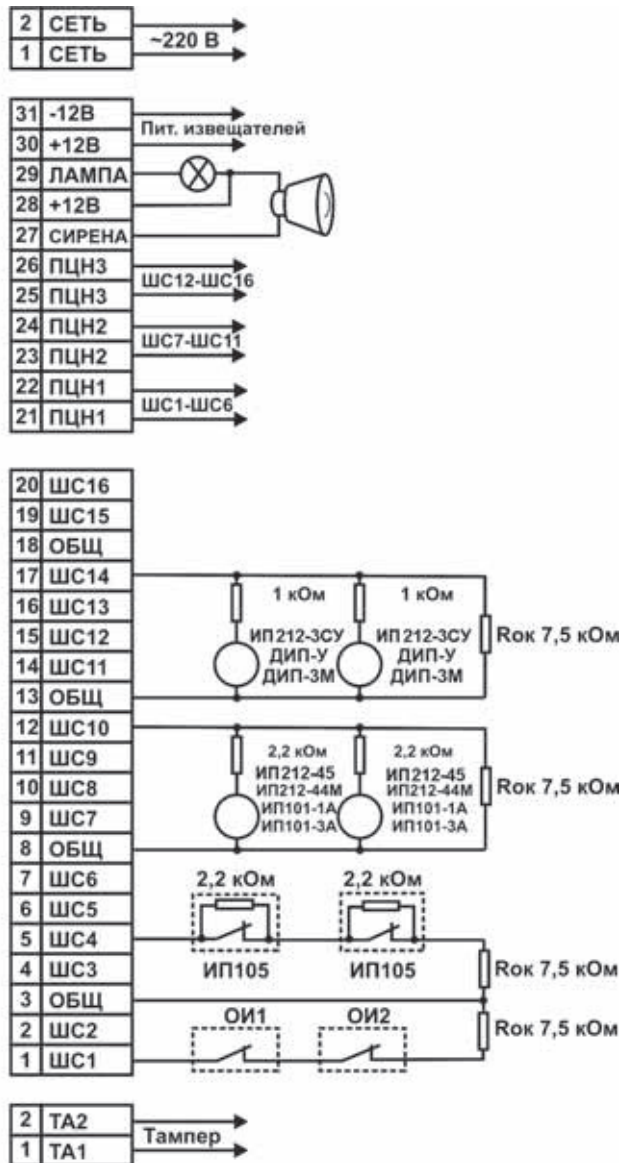 2 СЕТЬ
~220 В
1 СЕТЬ
31 -12В
Пит. извещателей
30 +12В
29 ЛАМПА
28 +12В
27 СИРЕНА
26 ПЦН3
ШС12-ШС16
25 ПЦН3
24 ПЦН2
ШС7-ШС11
23 ПЦН2
22 ПЦН1
ШС1-ШС6
21 ПЦН1
20 ШС16
19 ШС15
18 ОБЩ
17 ШС14
1 кОм 1 кОм
16 ШС13
15 ШС12
ИП212-3СУ ИП212-3СУ
Rок 7,5 кОм
ДИП-У ДИП-У
14 ШС11
ДИП-3М ДИП-3М
13 ОБЩ
12 ШС10
2,2 кОм 2,2 кОм
11 ШС9
ИП212-45 ИП212-45
10 ШС8
ИП212-44М ИП212-44М
Rок 7,5 кОм
ИП101-1А ИП101-1А
9 ШС7
ИП101-3А ИП101-3А
8 ОБЩ
7 ШС6
2,2 кОм 2,2 кОм
6 ШС5
5 ШС4
4 ШС3
ИП105 ИП105
Rок 7,5 кОм
3 ОБЩ
ОИ1 ОИ2
2 ШС2
Rок 7,5 кОм
1 ШС1
2 ТА2
Тампер
1 ТА1